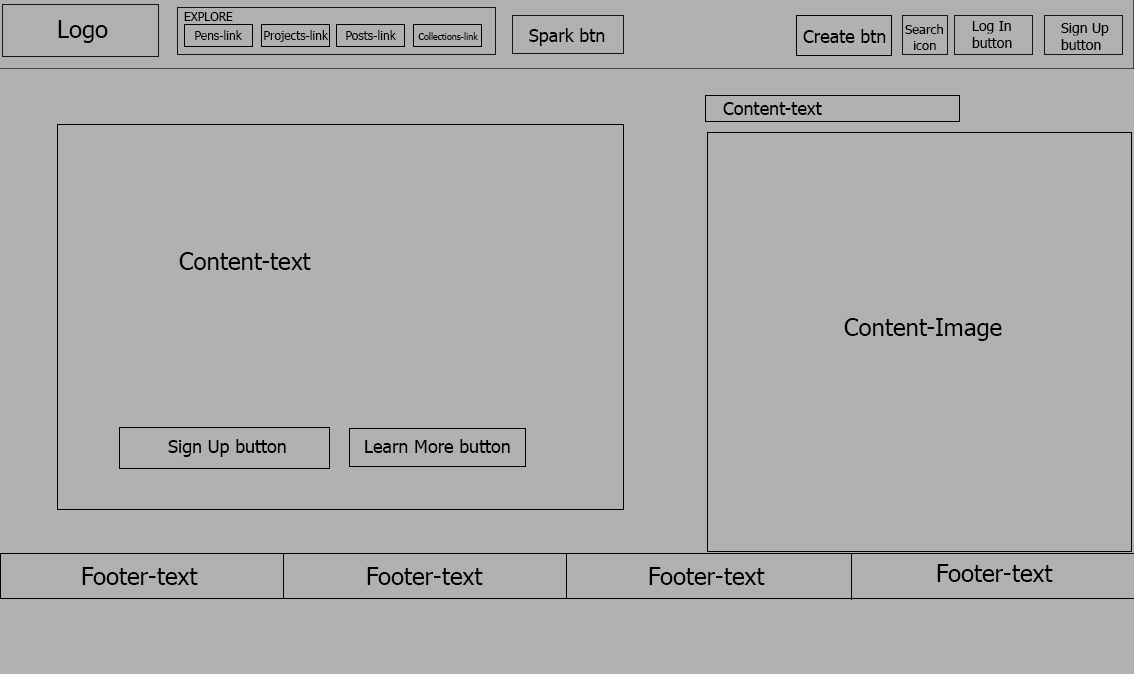 Logo
EXPLORE
Pens-link
Projects-link
Posts-link
Collections-link
Spark btn
Create btn
Search
icon
Log In
button
Sign Up
button
Content-text
Content-text
Sign Up button
Learn More button
Content-Image
Footer-text
Footer-text
Footer-text
Footer-text